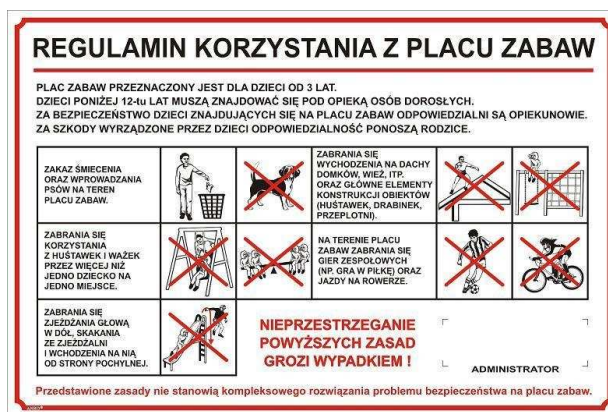 REGULAMIN KORZYSTANIA Z PLACU ZABAW
PLAC ZABAW PRZEZNACZONY JEST DLA DZIECI OD 3 LAT.
DZIECI PONIŻEJ 12-tu LAT MUSZĄ ZNAJDOWAĆ SIĘ POD OPIEKĄ OSÓB DOROSŁYCH.
ZA BEZPIECZEŃSTWO DZIECI ZNAJDUJĄCYCH SIĘ NA PLACU ZABAW ODPOWIEDZIALNI SĄ OPIEKUNOWIE.
ZA SZKODY WYRZĄDZONE PRZEZ DZIECI ODPOWIEDZIALNOŚĆ PONOSZĄ RODZICE.
ZAKAZ ŚMIECENIA
ORAZ WPROWADZANIA
PSÓW NA TEREN
PLACU ZABAW.
ZABRANIA SIĘ
WYCHODZENIA NA DACHY
DOMKÓW, WIEŻ, ITP.
ORAZ GŁÓWNE ELEMENTY
KONSTRUKCJI OBIEKTÓW
(HUŚTAWEK, DRABINEK,
PRZEPLOTNI).
ZABRANIA SIĘ
KORZYSTANIA
Z HUŚTAWEK I WAŻEK
PRZEZ WIĘCEJ NIŻ
JEDNO DZIECKO NA
JEDNO MIEJSCE.
NA TERENIE PLACU
ZABAW ZABRANIA SIĘ
GIER ZESPOŁOWYCH
(NP. GRA W PIŁKĘ) ORAZ
JAZDY NA ROWERZE.
ZABRANIA SIĘ
ZJEŻDŻANIA GŁOWĄ
W DÓŁ, SKAKANIA
ZE ZJEŻDŻALNI
I WCHODZENIA NA NIĄ
OD STRONY POCHYLNEJ.
NIEPRZESTRZEGANIE
POWYŻSZYCH ZASAD
GROZI WYPADKIEM !
ADMINISTRATOR
Przedstawione zasady nie stanowią kompleksowego rozwiązania problemu bezpieczeństwa na placu zabaw.